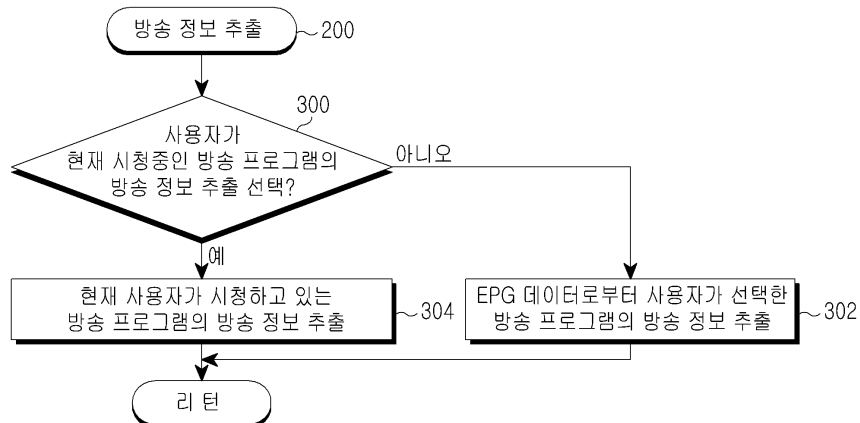 방송 정보 추출
200
300
사용자가
현재 시청중인 방송 프로그램의
방송 정보 추출 선택?
아니오
예
현재 사용자가 시청하고 있는
방송 프로그램의 방송 정보 추출
304
EPG 데이터로부터 사용자가 선택한
방송 프로그램의 방송 정보 추출
302
리 턴